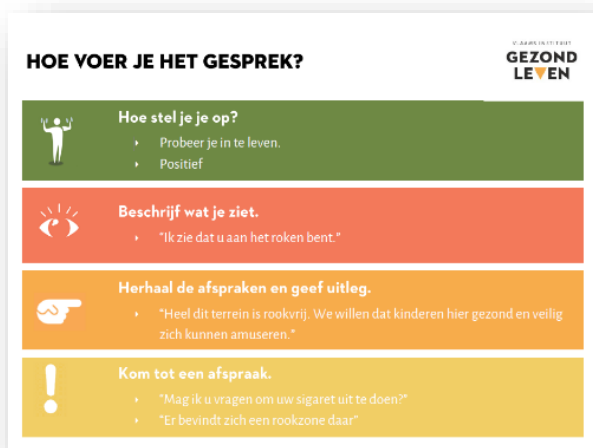 VLAAMS INSTITUUT
HOE VOER JE HET GESPREK?
GEZOND
LEVEN
Hoe stel je je op?
Probeer je in te leven.
Positief
Beschrijf wat je ziet.
"Ik zie dat u aan het roken bent."
Herhaal de afspraken en geef uitleg.
"Heel dit terrein is rookvrij. We willen dat kinderen hier gezond en veilig
zich kunnen amuseren."
Kom tot een afspraak.
"Mag ik u vragen om uw sigaret uit te doen?"
"Er bevindt zich een rookzone daar"